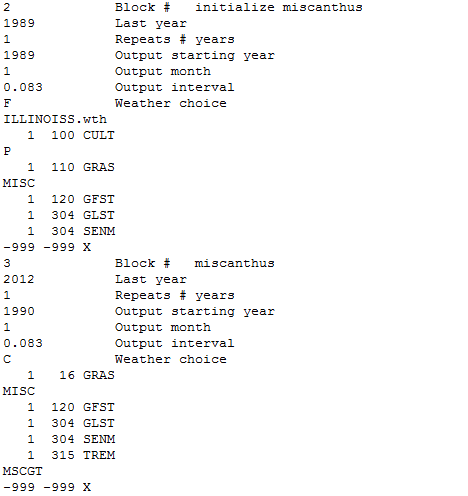 2             Block #   initialize miscanthus
1989          Last year
1             Repeats # years
1989          Output starting year
1             Output month
0.083         Output interval
F             Weather choice
ILLINOISS.wth
   1  100 CULT
P
   1  110 GRAS
MISC
   1  120 GFST
   1  304 GLST
   1  304 SENM
-999 -999 X
3             Block #   miscanthus
2012          Last year
1             Repeats # years
1990          Output starting year
1             Output month
0.083         Output interval
C             Weather choice
   1   16 GRAS
MISC
   1  120 GFST
   1  304 GLST
   1  304 SENM
   1  315 TREM
MSCGT
-999 -999 X